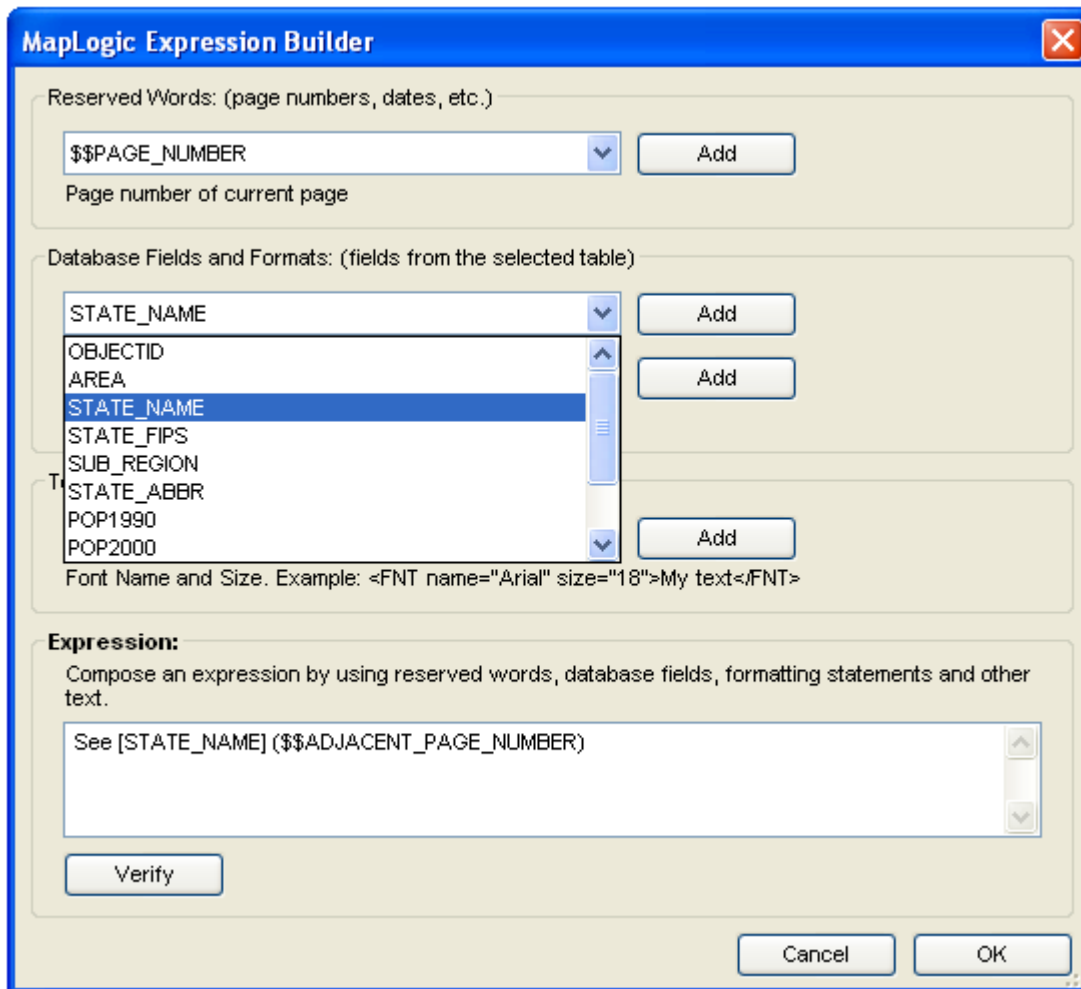 MapLogic Expression Builder
Reserved Words: (page numbers, dates, etc.)
$$PAGE_NUMBER
Add
Page number of current page
Database Fields and Formats: (fields from the selected table)
STATE_NAME
Add
OBJECTID
AREA
Add
STATE_NAME
STATE_FIPS
SUB_REGION
STATE_ABBR
POP1990
Add
POP2000
Font Name and Size. Example: <FNT name="Arial" size="18">My text</FNT>
Expression:
Compose an expression by using reserved words, database fields, formatting statements and other
text.
See [STATE_NAME] ($$ADJACENT_PAGE_NUMBER)
Verify
Cancel
OK